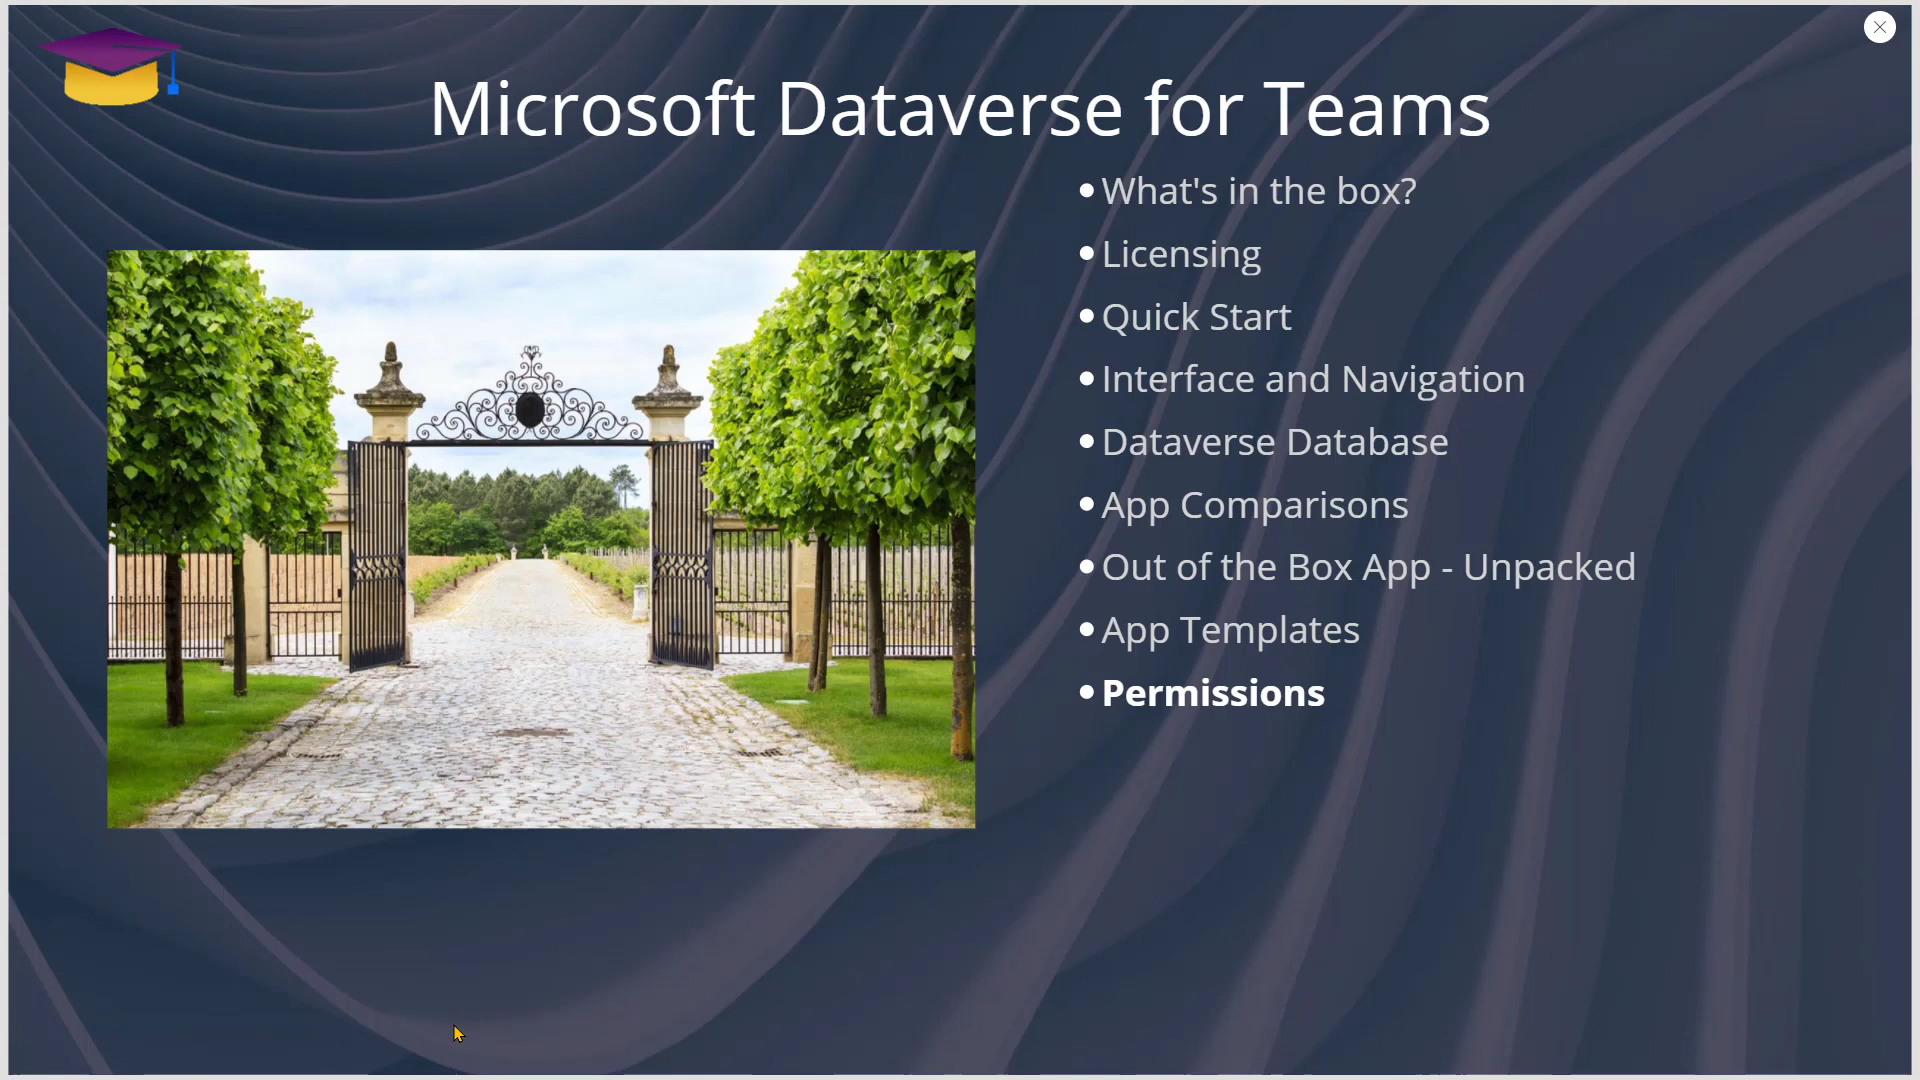 Microsoft Dataverse for Teams
What's in the box?
Licensing
Quick Start
Interface and Navigation
Dataverse Database
App Comparisons
Out of the Box App - Unpacked
App Templates
Permissions